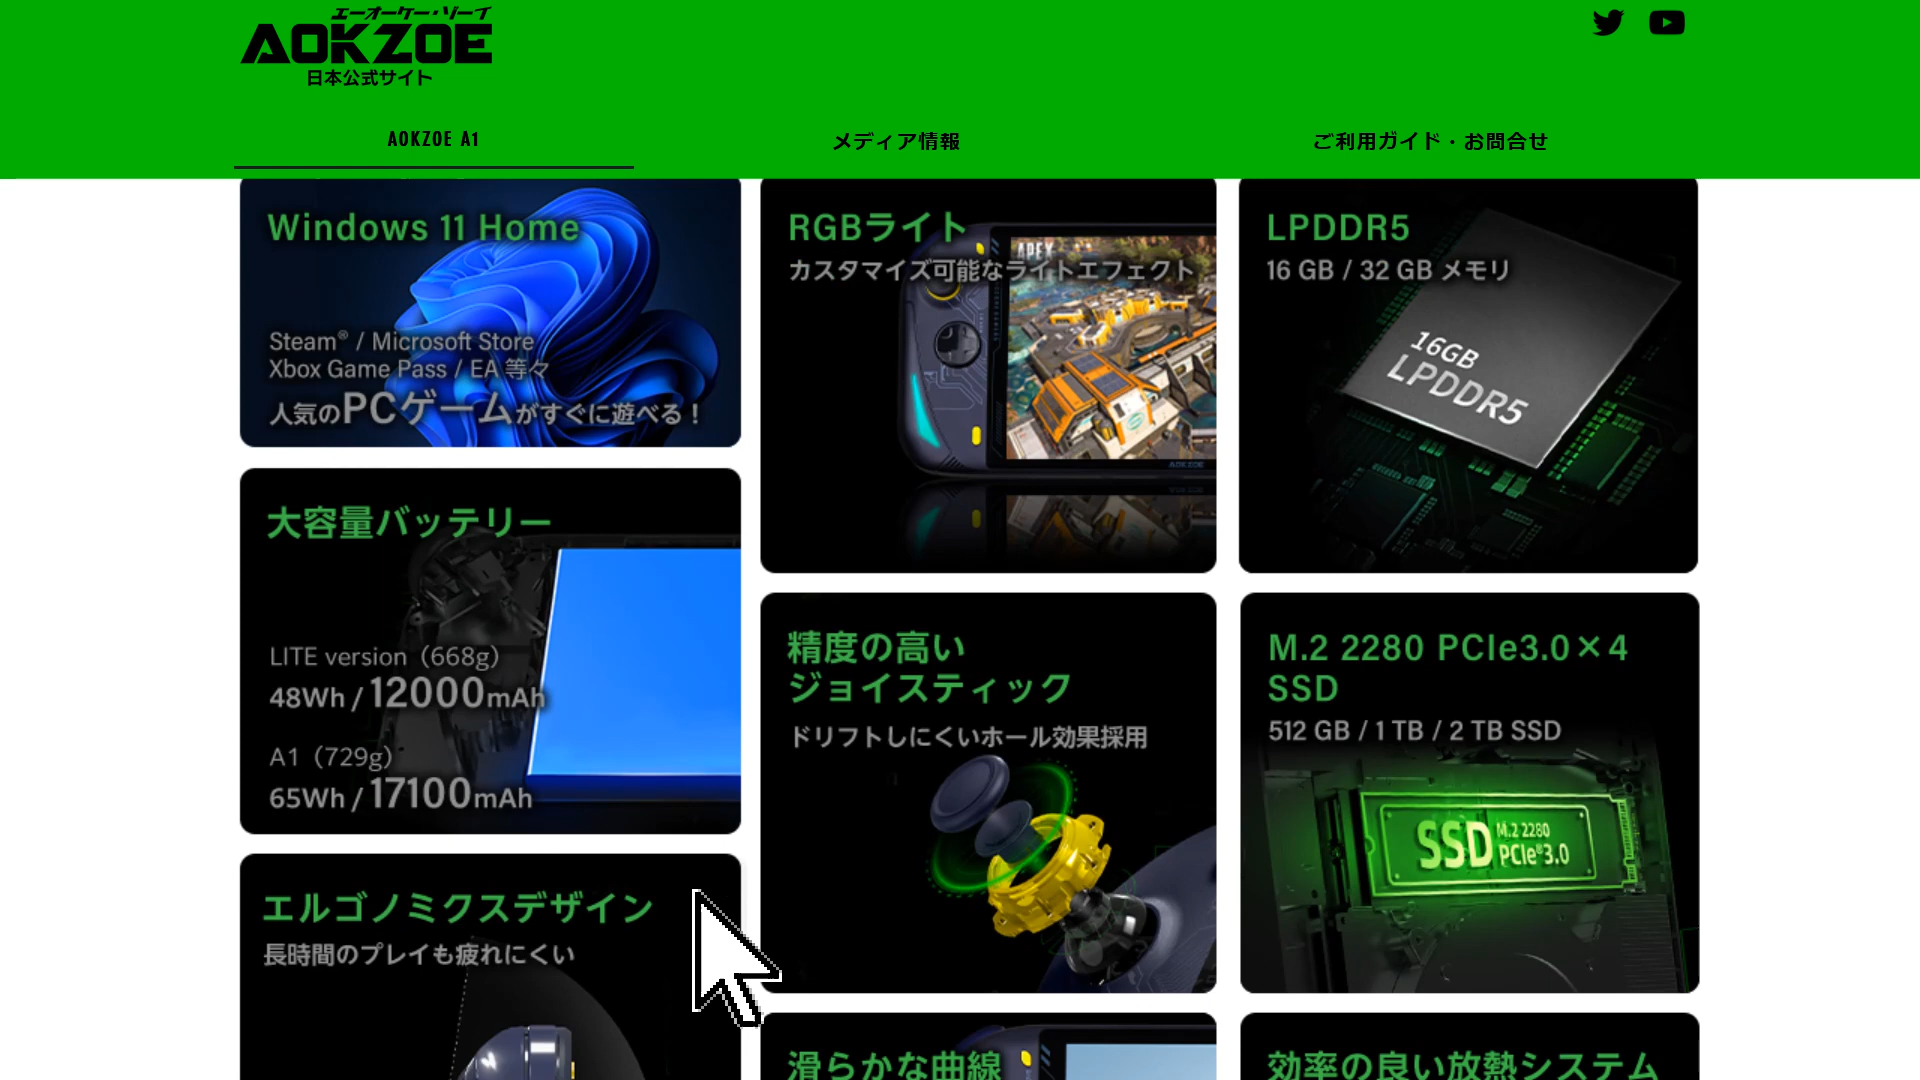 エーオーケー・ゾーイ
AOKZOE
日本公式サイト
AOKZOE A1
メディア情報
ご利用ガイド・お問合せ
Windows 11 Home
Steam® / Microsoft Store
Xbox Game Pass / EA 等々
人気のPCゲームがすぐに遊べる！
RGBライト
カスタマイズ可能なライトエフェクト
APEX
AOKZOE
LPDDR5
16 GB / 32 GB メモリ
16GB
LPDDR5
大容量バッテリー
LITE version（668g）
48Wh / 12000mAh
A1（729g）
65Wh / 17100mAh
精度の高い
ジョイスティック
ドリフトしにくいホール効果採用
M.2 2280 PCIe3.0×4
SSD
512 GB / 1 TB / 2 TB SSD
SSD M.2 2280
PCIe®3.0
エルゴノミクスデザイン
長時間のプレイも疲れにくい
滑らかな曲線
効率の良い放熱システム